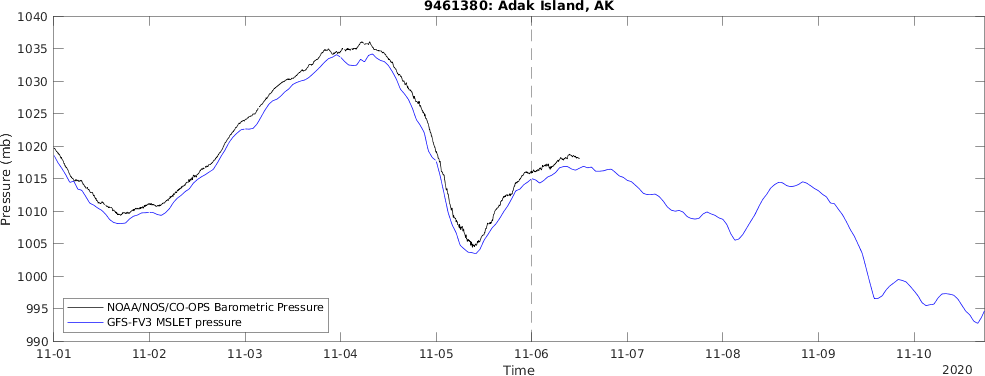 9461380: Adak Island, AK
1040
1035
1030
1025
1020
1015
1010
1005
1000
995
990
Pressure (mb)
NOAA/NOS/CO-OPS Barometric Pressure
GFS-FV3 MSLET pressure
11-01 11-02 11-03 11-04 11-05 11-06 11-07 11-08 11-09 11-10
Time
2020